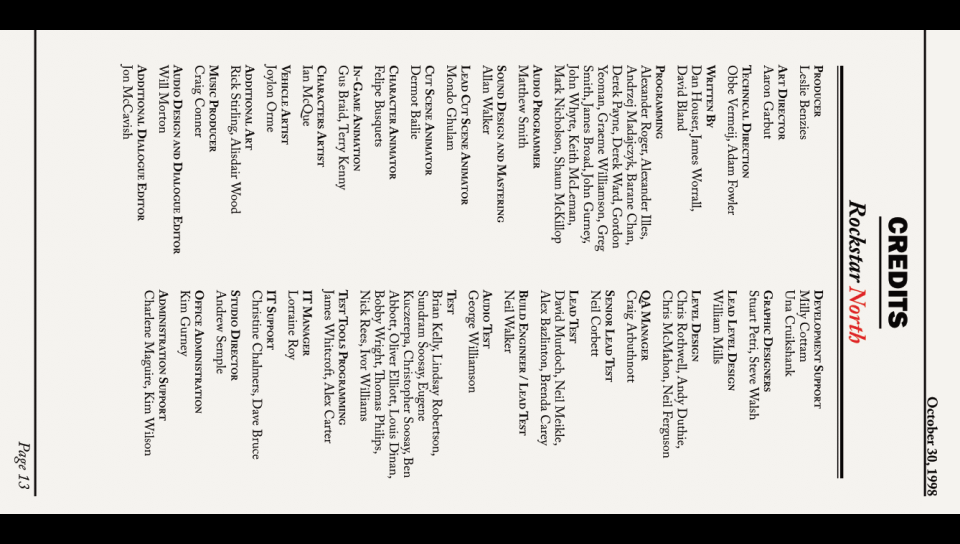 October 30, 1998
CREDITS
Rockstar North
PRODUCER
Leslie Benzies
ART DIRECTOR
Aaron Garbut
TECHNICAL DIRECTION
Obbe Vermeij, Adam Fowler
WRITTEN BY
Dan Houser, James Worrall,
David Bland
PROGRAMMING
Alexander Roger, Alexander Illes,
Andrzej Madajczyk, Barane Chan,
Derek Payne, Derek Ward, Gordon
Yeoman, Graeme Williamson, Greg
Smith, James Broad, John Gurney,
John Whyte, Keith McLeman,
Mark Nicholson, Shaun McKillop
AUDIO PROGRAMMER
Matthew Smith
SOUND DESIGN AND MASTERING
Allan Walker
LEAD CUT SCENE ANIMATOR
Mondo Ghulam
CUT SCENE ANIMATOR
Dermot Bailie
CHARACTER ANIMATOR
Felipe Busquets
IN-GAME ANIMATION
Gus Braid, Terry Kenny
CHARACTERS ARTIST
Ian McQue
VEHICLE ARTIST
Joylon Orme
ADDITIONAL ART
Rick Stirling, Alisdair Wood
MUSIC PRODUCER
Craig Conner
AUDIO DESIGN AND DIALOGUE EDITOR
Will Morton
ADDITIONAL DIALOGUE EDITOR
Jon McCavish
DEVELOPMENT SUPPORT
Milly Cottam
Una Cruikshank
GRAPHIC DESIGNERS
Stuart Petri, Steve Walsh
LEAD LEVEL DESIGN
William Mills
LEVEL DESIGN
Chris Rothwell, Andy Duthie,
Chris McMahon, Neil Ferguson
QA MANAGER
Craig Arbuthnott
SENIOR LEAD TEST
Neil Corbett
LEAD TEST
David Murdoch, Neil Meikle,
Alex Bazlinton, Brenda Carey
BUILD ENGINEER / LEAD TEST
Neil Walker
AUDIO TEST
George Williamson
TEST
Brian Kelly, Lindsay Robertson,
Sundram Soosay, Eugene
Kuczerepa, Christopher Soosay, Ben
Abbott, Oliver Elliott, Louis Dinan,
Bobby Wright, Thomas Philips,
Nick Rees, Ivor Williams
TEST TOOLS PROGRAMMING
James Whitcroft, Alex Carter
IT MANAGER
Lorraine Roy
IT SUPPORT
Christine Chalmers, Dave Bruce
STUDIO DIRECTOR
Andrew Semple
OFFICE ADMINISTRATION
Kim Gurney
ADMINISTRATION SUPPORT
Charlene Maguire, Kim Wilson
Page 13